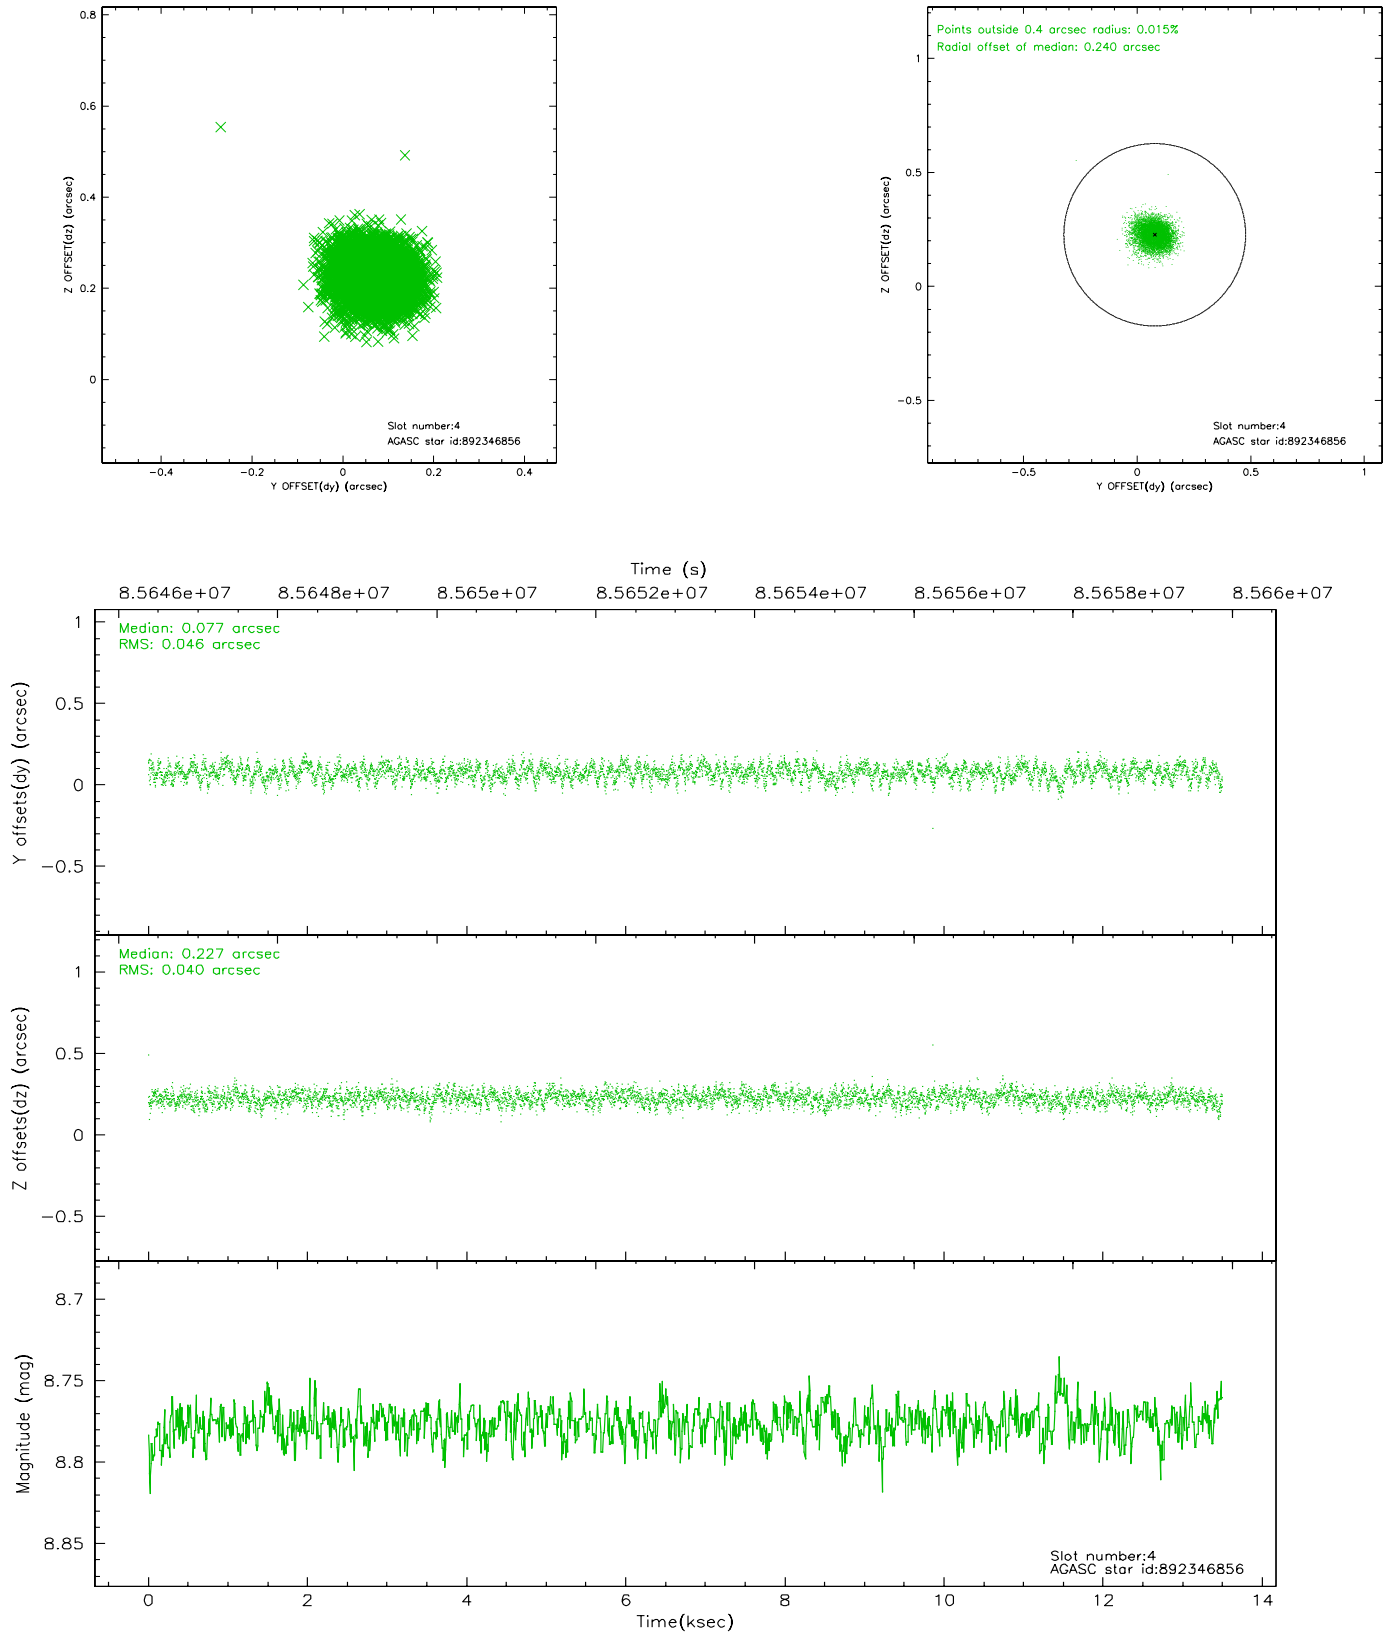 0.8
0.6
0.4
0.2
0
Z OFFSET(dz) (arcsec)
Slot number:4
AGASC star id:892346856
−0.4 −0.2 0 0.2 0.4
Y OFFSET(dy) (arcsec)
Points outside 0.4 arcsec radius: 0.015%
Radial offset of median: 0.240 arcsec
1
0.5
0
−0.5
Z OFFSET(dz) (arcsec)
Slot number:4
AGASC star id:892346856
−0.5 0 0.5 1
Y OFFSET(dy) (arcsec)
Time (s)
8.5646e+07 8.5648e+07 8.565e+07 8.5652e+07 8.5654e+07 8.5656e+07 8.5658e+07 8.566e+07
Median: 0.077 arcsec
RMS: 0.046 arcsec
1
0.5
0
−0.5
Y offsets(dy) (arcsec)
Median: 0.227 arcsec
RMS: 0.040 arcsec
1
0.5
0
−0.5
Z offsets(dz) (arcsec)
8.7
8.75
8.8
8.85
Magnitude (mag)
Slot number:4
AGASC star id:892346856
0 2 4 6 8 10 12 14
Time(ksec)